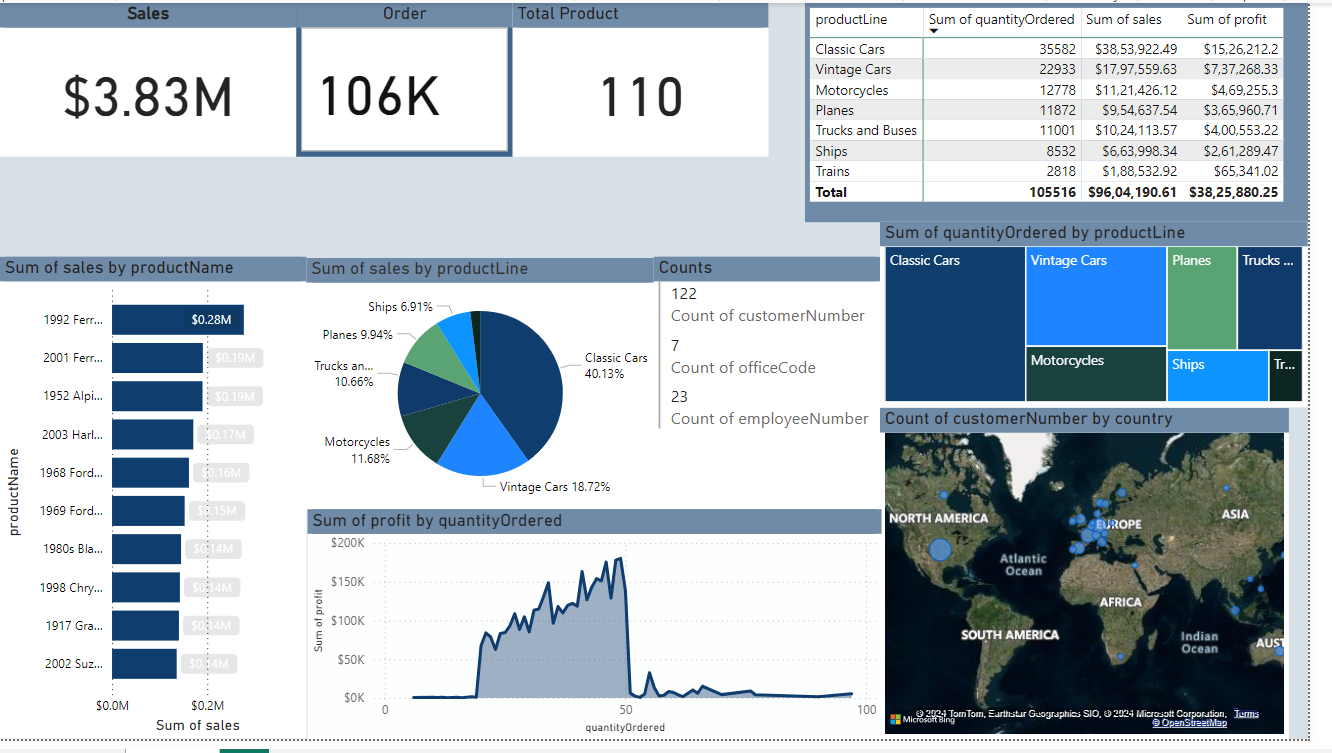 Sales
Order
Total Product
$3.83M
106K
110
productLine Sum of quantityOrdered Sum of sales Sum of profit
Classic Cars 35582 $38,53,922.49 $15,26,212.2
Vintage Cars 22933 $17,97,559.63 $7,37,268.33
Motorcycles 12778 $11,21,426.12 $4,69,255.3
Planes 11872 $9,54,637.54 $3,65,960.71
Trucks and Buses 11001 $10,24,113.57 $4,00,553.22
Ships 8532 $6,63,998.34 $2,61,289.47
Trains 2818 $1,88,532.92 $65,341.02
Total 105516 $96,04,190.61 $38,25,880.25
Sum of sales by productName
productName
1992 Ferr... $0.28M
2001 Ferr... $0.19M
1952 Alpi... $0.19M
2003 Harl... $0.17M
1968 Ford... $0.16M
1969 Ford... $0.15M
1980s Bla... $0.14M
1998 Chry... $0.14M
1917 Gra... $0.14M
2002 Suz... $0.14M
$0.0M $0.2M
Sum of sales
Sum of sales by productLine
Ships 6.91%
Planes 9.94%
Trucks an...
10.66%
Motorcycles
11.68%
Classic Cars
40.13%
Vintage Cars 18.72%
Counts
122
Count of customerNumber
7
Count of officeCode
23
Count of employeeNumber
Sum of quantityOrdered by productLine
Classic Cars
Vintage Cars
Planes
Trucks ...
Motorcycles
Ships
Tr...
Sum of profit by quantityOrdered
Sum of profit
$200K
$150K
$100K
$50K
$0K
0 50 100
quantityOrdered
Count of customerNumber by country
NORTH AMERICA
EUROPE
ASIA
Atlantic
Ocean
AFRICA
SOUTH AMERICA
Indian
Ocean
AUST
Microsoft Bing
© 2024 TomTom, Earthstar Geographics SIO, © 2024 Microsoft Corporation, Terms
© OpenStreetMap